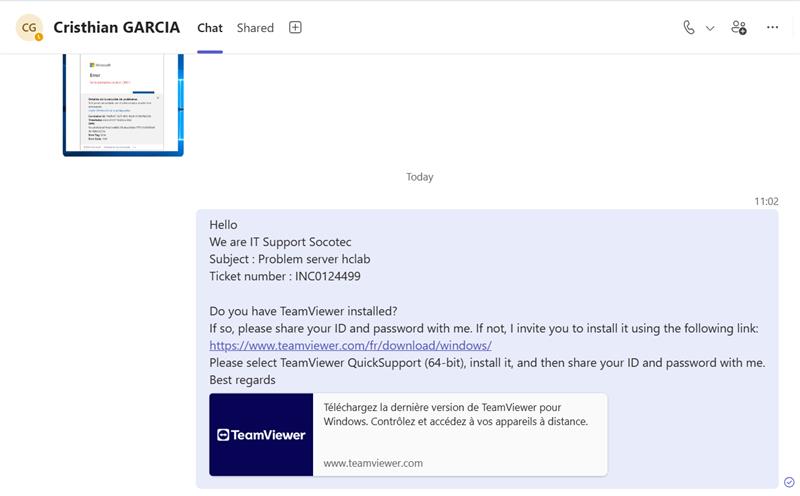 CG
Cristhian GARCIA
Chat
Shared
Microsoft
Error
Today
11:02
Hello
We are IT Support Socotec
Subject : Problem server hclab
Ticket number : INC0124499
Do you have TeamViewer installed?
If so, please share your ID and password with me. If not, I invite you to install it using the following link:
https://www.teamviewer.com/fr/download/windows/
Please select TeamViewer QuickSupport (64-bit), install it, and then share your ID and password with me.
Best regards
TeamViewer
Téléchargez la dernière version de TeamViewer pour
Windows. Contrôlez et accédez à vos appareils à distance.
www.teamviewer.com